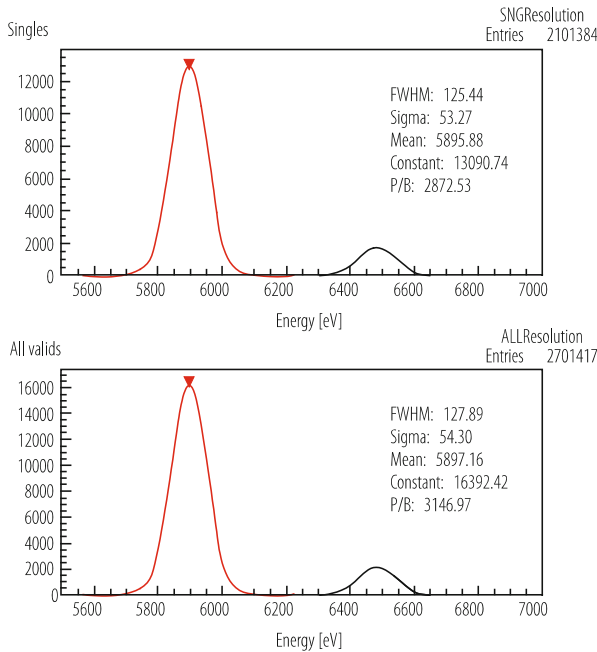 SNGResolution
Singles
Entries 2101384
12000
10000
8000
6000
4000
2000
0
FWHM: 125.44
Sigma: 53.27
Mean: 5895.88
Constant: 13090.74
P/B: 2872.53
5600 5800 6000 6200 6400 6600 6800 7000
Energy [eV]
ALLResolution
All valids
Entries 2701417
16000
14000
12000
10000
8000
6000
4000
2000
0
FWHM: 127.89
Sigma: 54.30
Mean: 5897.16
Constant: 16392.42
P/B: 3146.97
5600 5800 6000 6200 6400 6600 6800 7000
Energy [eV]